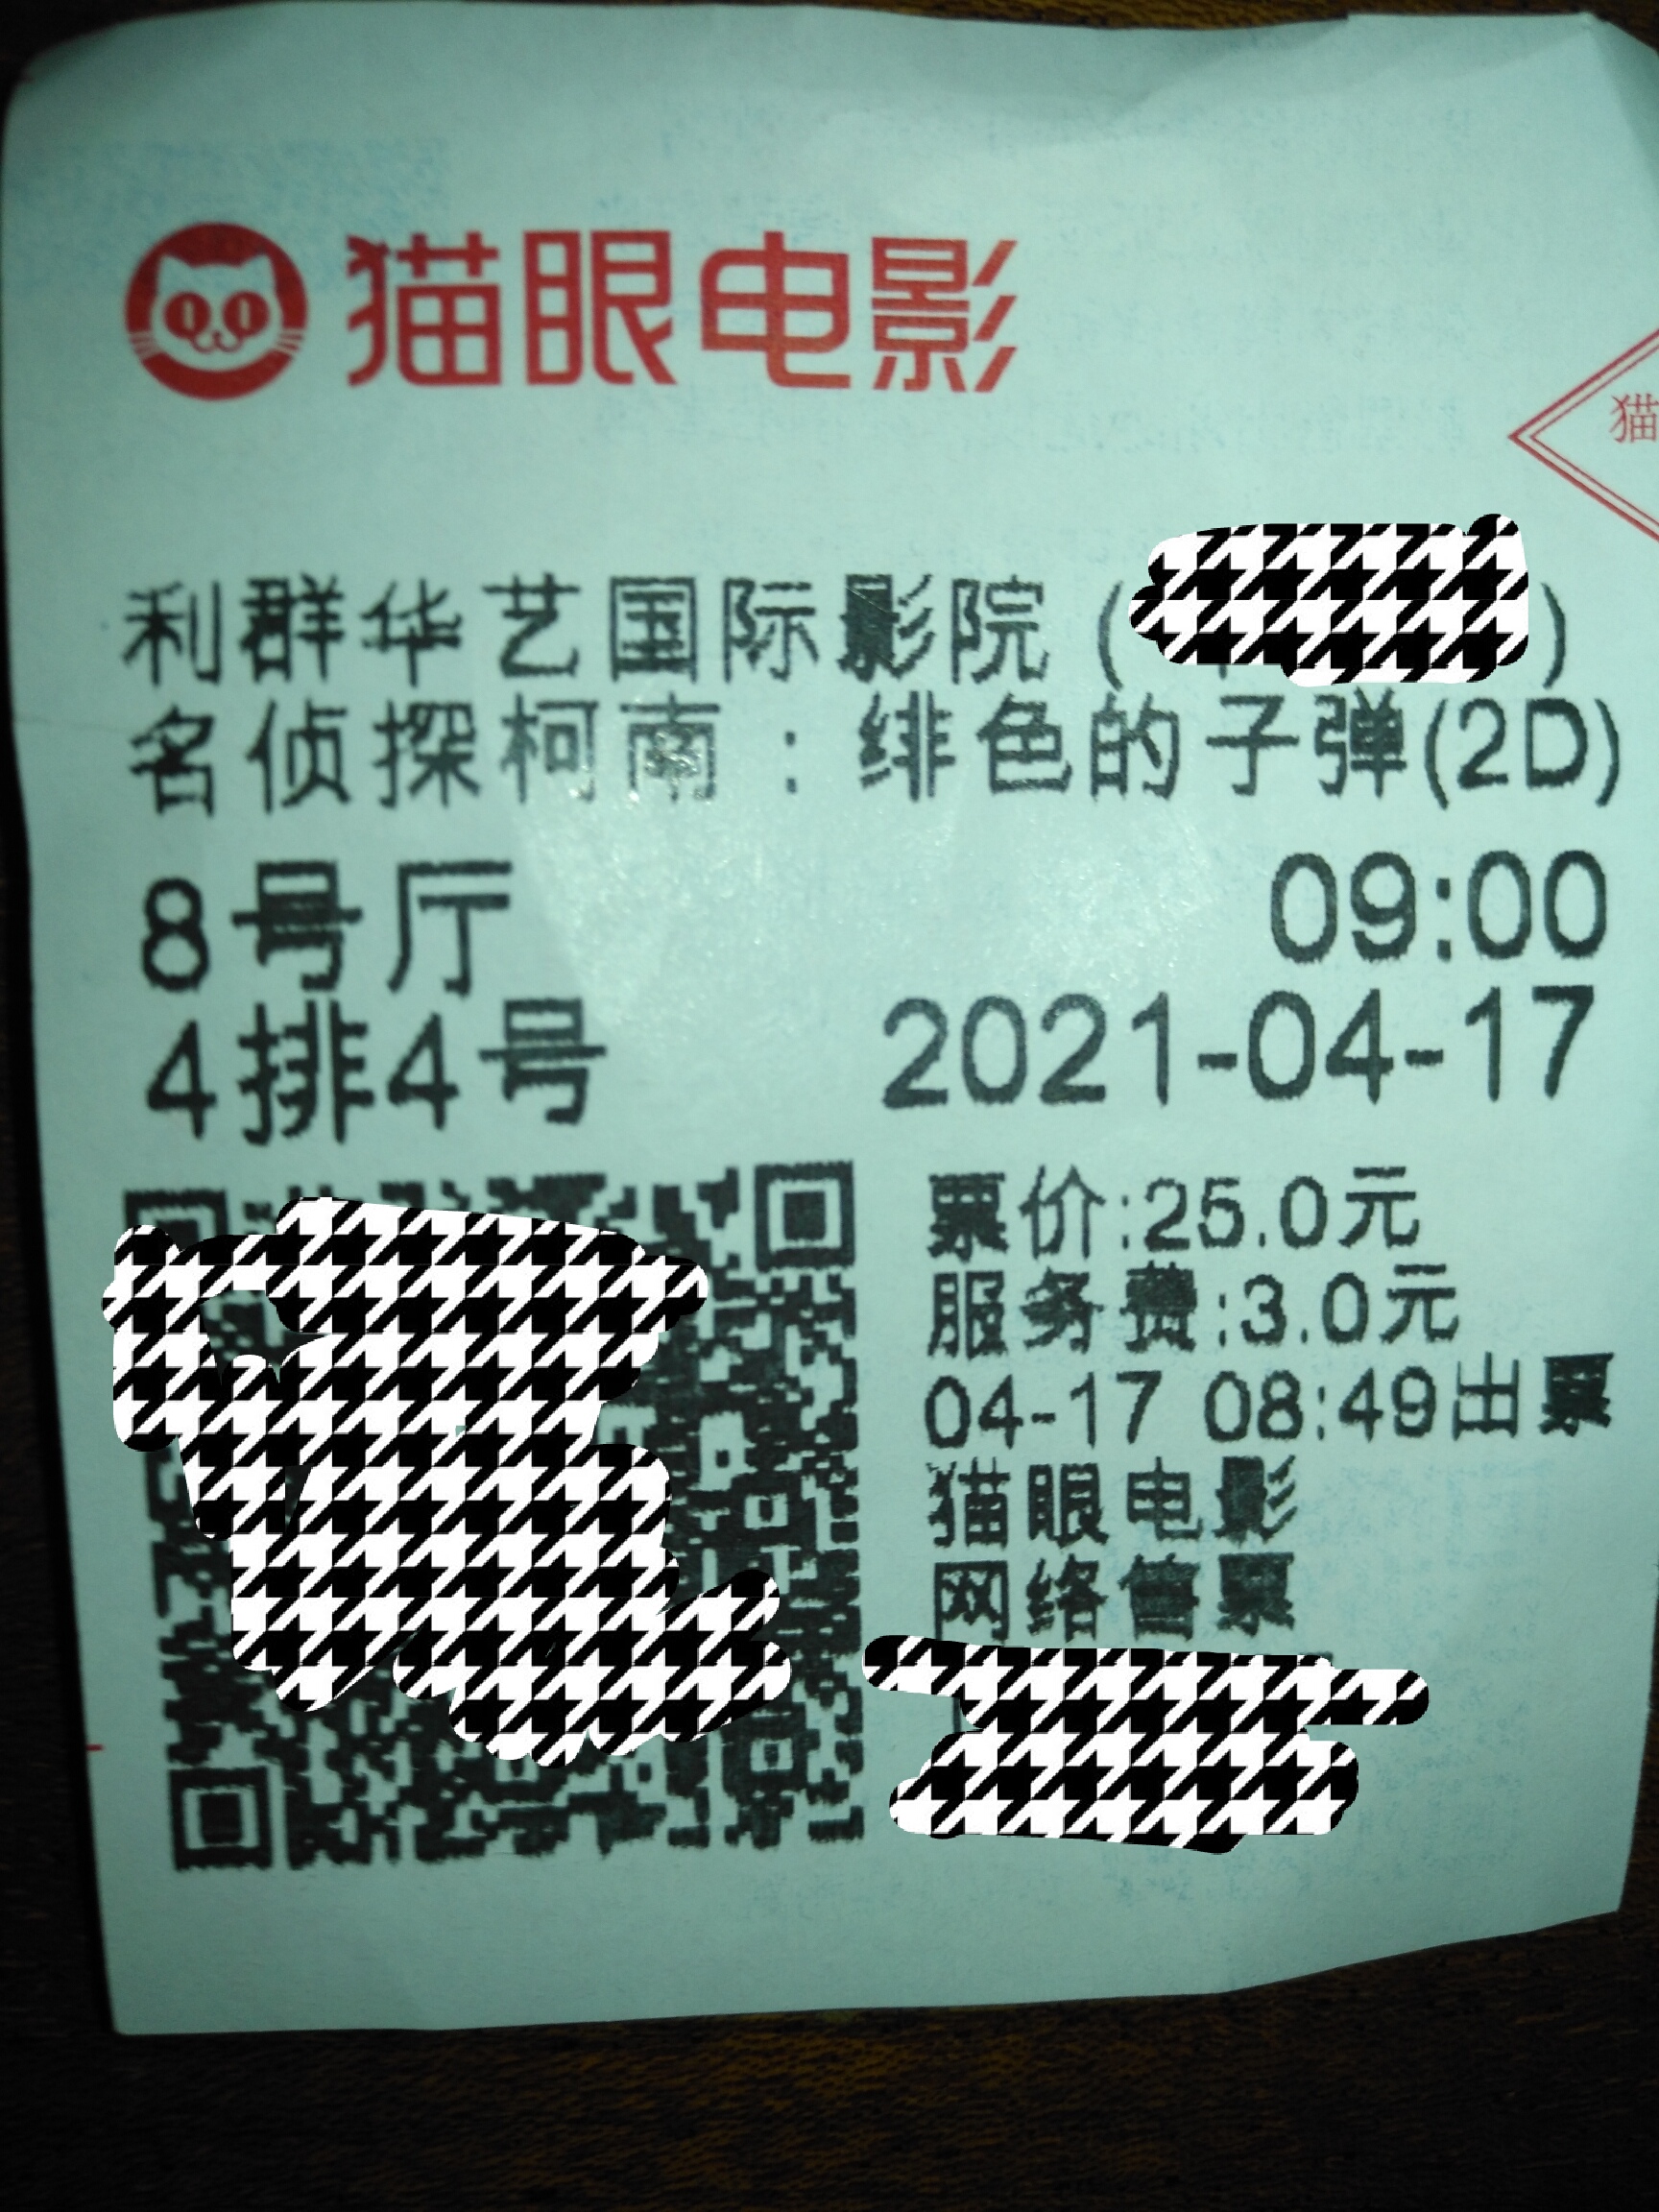 猫眼电影
猫
利群华艺国际影院 ( )
名侦探柯南：绯色的子弹(2D)
8号厅 09:00
4排4号 2021-04-17
票价:25.0元
服务费:3.0元
04-17 08:49出票
猫眼电影
网络售票